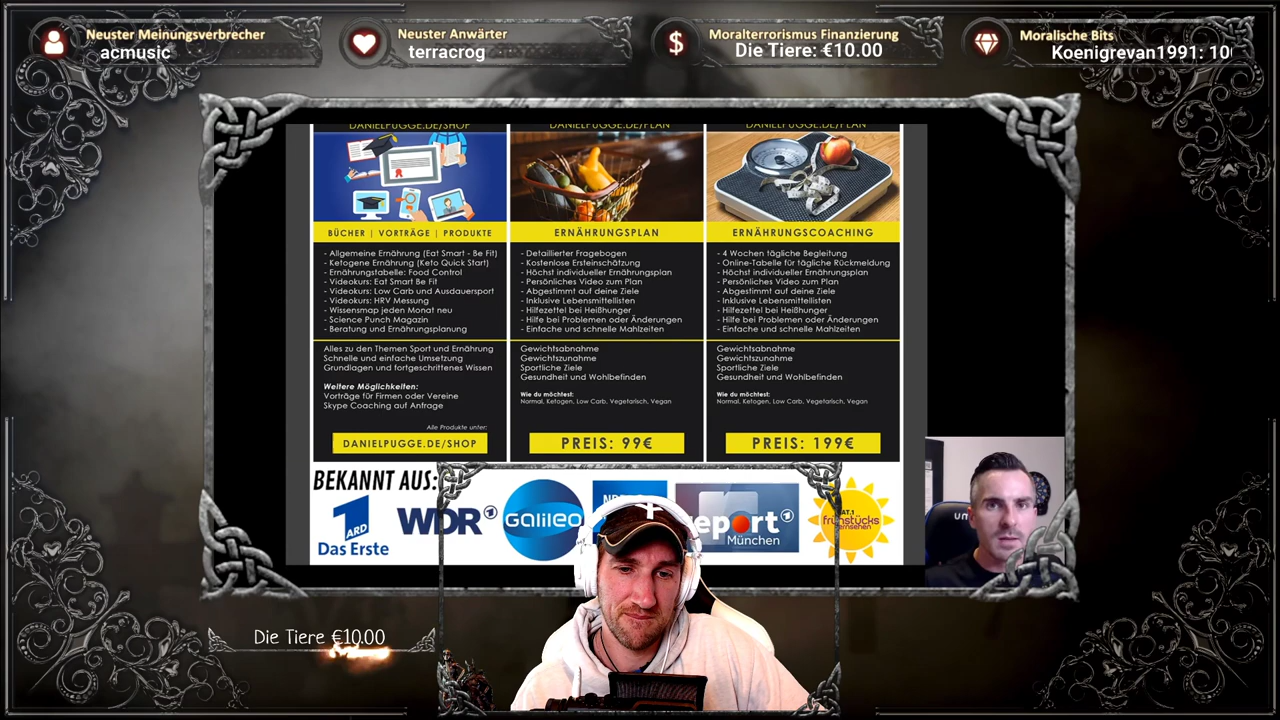 Neuster Meinungsverbrecher
acmusic
Neuster Anwärter
terracrog
Moralterrorismus Finanzierung
Die Tiere: €10.00
Moralische Bits
Koenigrevan1991: 10
DANIELPUGGE.DE/SHOP
DANIELPUGGE.DE/PLAN
DANIELPUGGE.DE/PLAN
BÜCHER | VORTRÄGE | PRODUKTE
- Allgemeine Ernährung (Eat Smart - Be Fit)
- Ketogene Ernährung (Keto Quick Start)
- Ernährungstabelle: Food Control
- Videokurs: Eat Smart Be Fit
- Videokurs: Low Carb und Ausdauersport
- Videokurs: HRV Messung
- Wissensmap jeden Monat neu
- Science Punch Magazin
- Beratung und Ernährungsplanung
Alles zu den Themen Sport und Ernährung
Schnelle und einfache Umsetzung
Grundlagen und fortgeschrittenes Wissen
Weitere Möglichkeiten:
Vorträge für Firmen oder Vereine
Skype Coaching auf Anfrage
Alle Produkte unter:
DANIELPUGGE.DE/SHOP
ERNÄHRUNGSPLAN
- Detaillierter Fragebogen
- Kostenlose Ersteinschätzung
- Höchst individueller Ernährungsplan
- Persönliches Video zum Plan
- Abgestimmt auf deine Ziele
- Inklusive Lebensmittellisten
- Hilfezettel bei Heißhunger
- Hilfe bei Problemen oder Änderungen
- Einfache und schnelle Mahlzeiten
Gewichtsabnahme
Gewichtszunahme
Sportliche Ziele
Gesundheit und Wohlbefinden
Wie du möchtest:
Normal, Ketogen, Low Carb, Vegetarisch, Vegan
PREIS: 99€
ERNÄHRUNGSCOACHING
- 4 Wochen tägliche Begleitung
- Online-Tabelle für tägliche Rückmeldung
- Höchst individueller Ernährungsplan
- Persönliches Video zum Plan
- Abgestimmt auf deine Ziele
- Inklusive Lebensmittellisten
- Hilfezettel bei Heißhunger
- Hilfe bei Problemen oder Änderungen
- Einfache und schnelle Mahlzeiten
Gewichtsabnahme
Gewichtszunahme
Sportliche Ziele
Gesundheit und Wohlbefinden
Wie du möchtest:
Normal, Ketogen, Low Carb, Vegetarisch, Vegan
PREIS: 199€
BEKANNT AUS:
ARD
Das Erste
WDR
Galileo
eport
München
SAT.1
frühstücks
fernsehen
Die Tiere €10.00